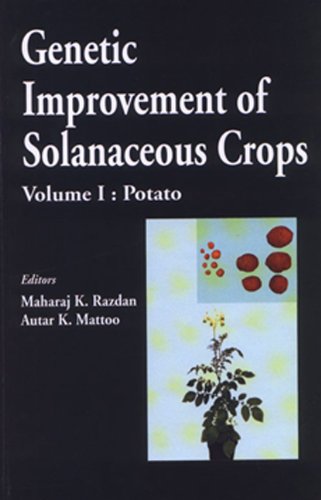 Genetic
Improvement of
Solanaceous Crops
Volume I : Potato
Editors
Maharaj K. Razdan
Autar K. Mattoo